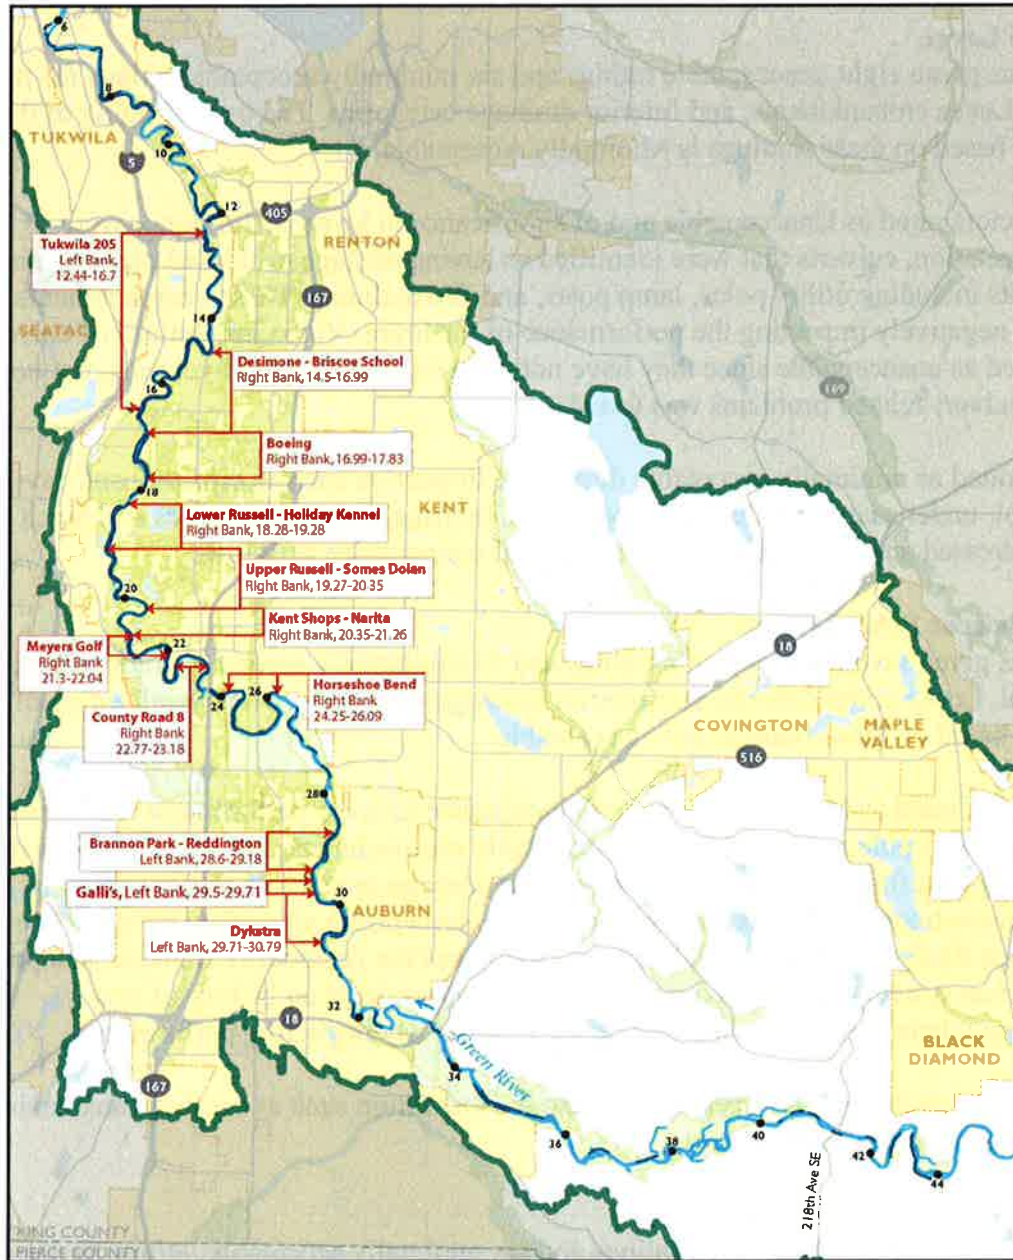 6
8
TUKWILA
10
5
12
405
Tukwila 205
Left Bank,
12.44-16.7
RENTON
167
14
SEATAC
Desimone - Briscoe School
Right Bank, 14.5-16.99
16
169
Boeing
Right Bank, 16.99-17.83
18
KENT
Lower Russell - Holiday Kennel
Right Bank, 18.28-19.28
Upper Russell - Somes Dolan
Right Bank, 19.27-20 35
20
Kent Shops - Narita
Right Bank, 20.35-21.26
18
Meyers Golf
Right Bank
21.3-22.04
22
Horseshoe Bend
Right Bank
24.25-26.09
24
26
County Road 8
Right Bank
22.77-23.18
COVINGTON
MAPLE
VALLEY
516
28
Brannon Park - Reddington
Left Bank, 28.6-29.18
Galli's, Left Bank, 29.5-29.71
30
AUBURN
Dykstra
Left Bank, 29.71-30.79
32
18
Green River
BLACK
DIAMOND
34
167
36
38
40
42
44
218th Ave SE
KING COUNTY
PIERCE COUNTY